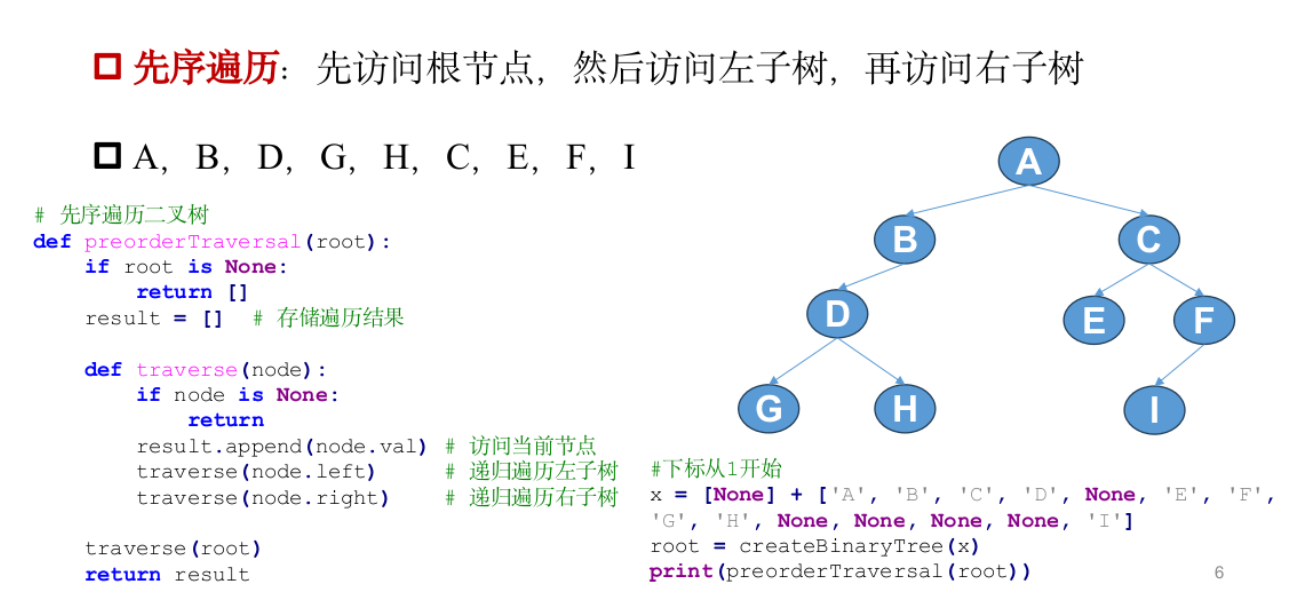 先序遍历：先访问根节点，然后访问左子树，再访问右子树
A，B，D，G，H，C，E，F，I
# 先序遍历二叉树
def preorderTraversal(root):
    if root is None:
        return []
    result = []  # 存储遍历结果

    def traverse(node):
        if node is None:
            return
        result.append(node.val) # 访问当前节点
        traverse(node.left)     # 递归遍历左子树
        traverse(node.right)    # 递归遍历右子树

    traverse(root)
    return result
A
B
C
D
E
F
G
H
I
#下标从1开始
x = [None] + ['A', 'B', 'C', 'D', None, 'E', 'F',
'G', 'H', None, None, None, None, 'I']
root = createBinaryTree(x)
print(preorderTraversal(root))
6